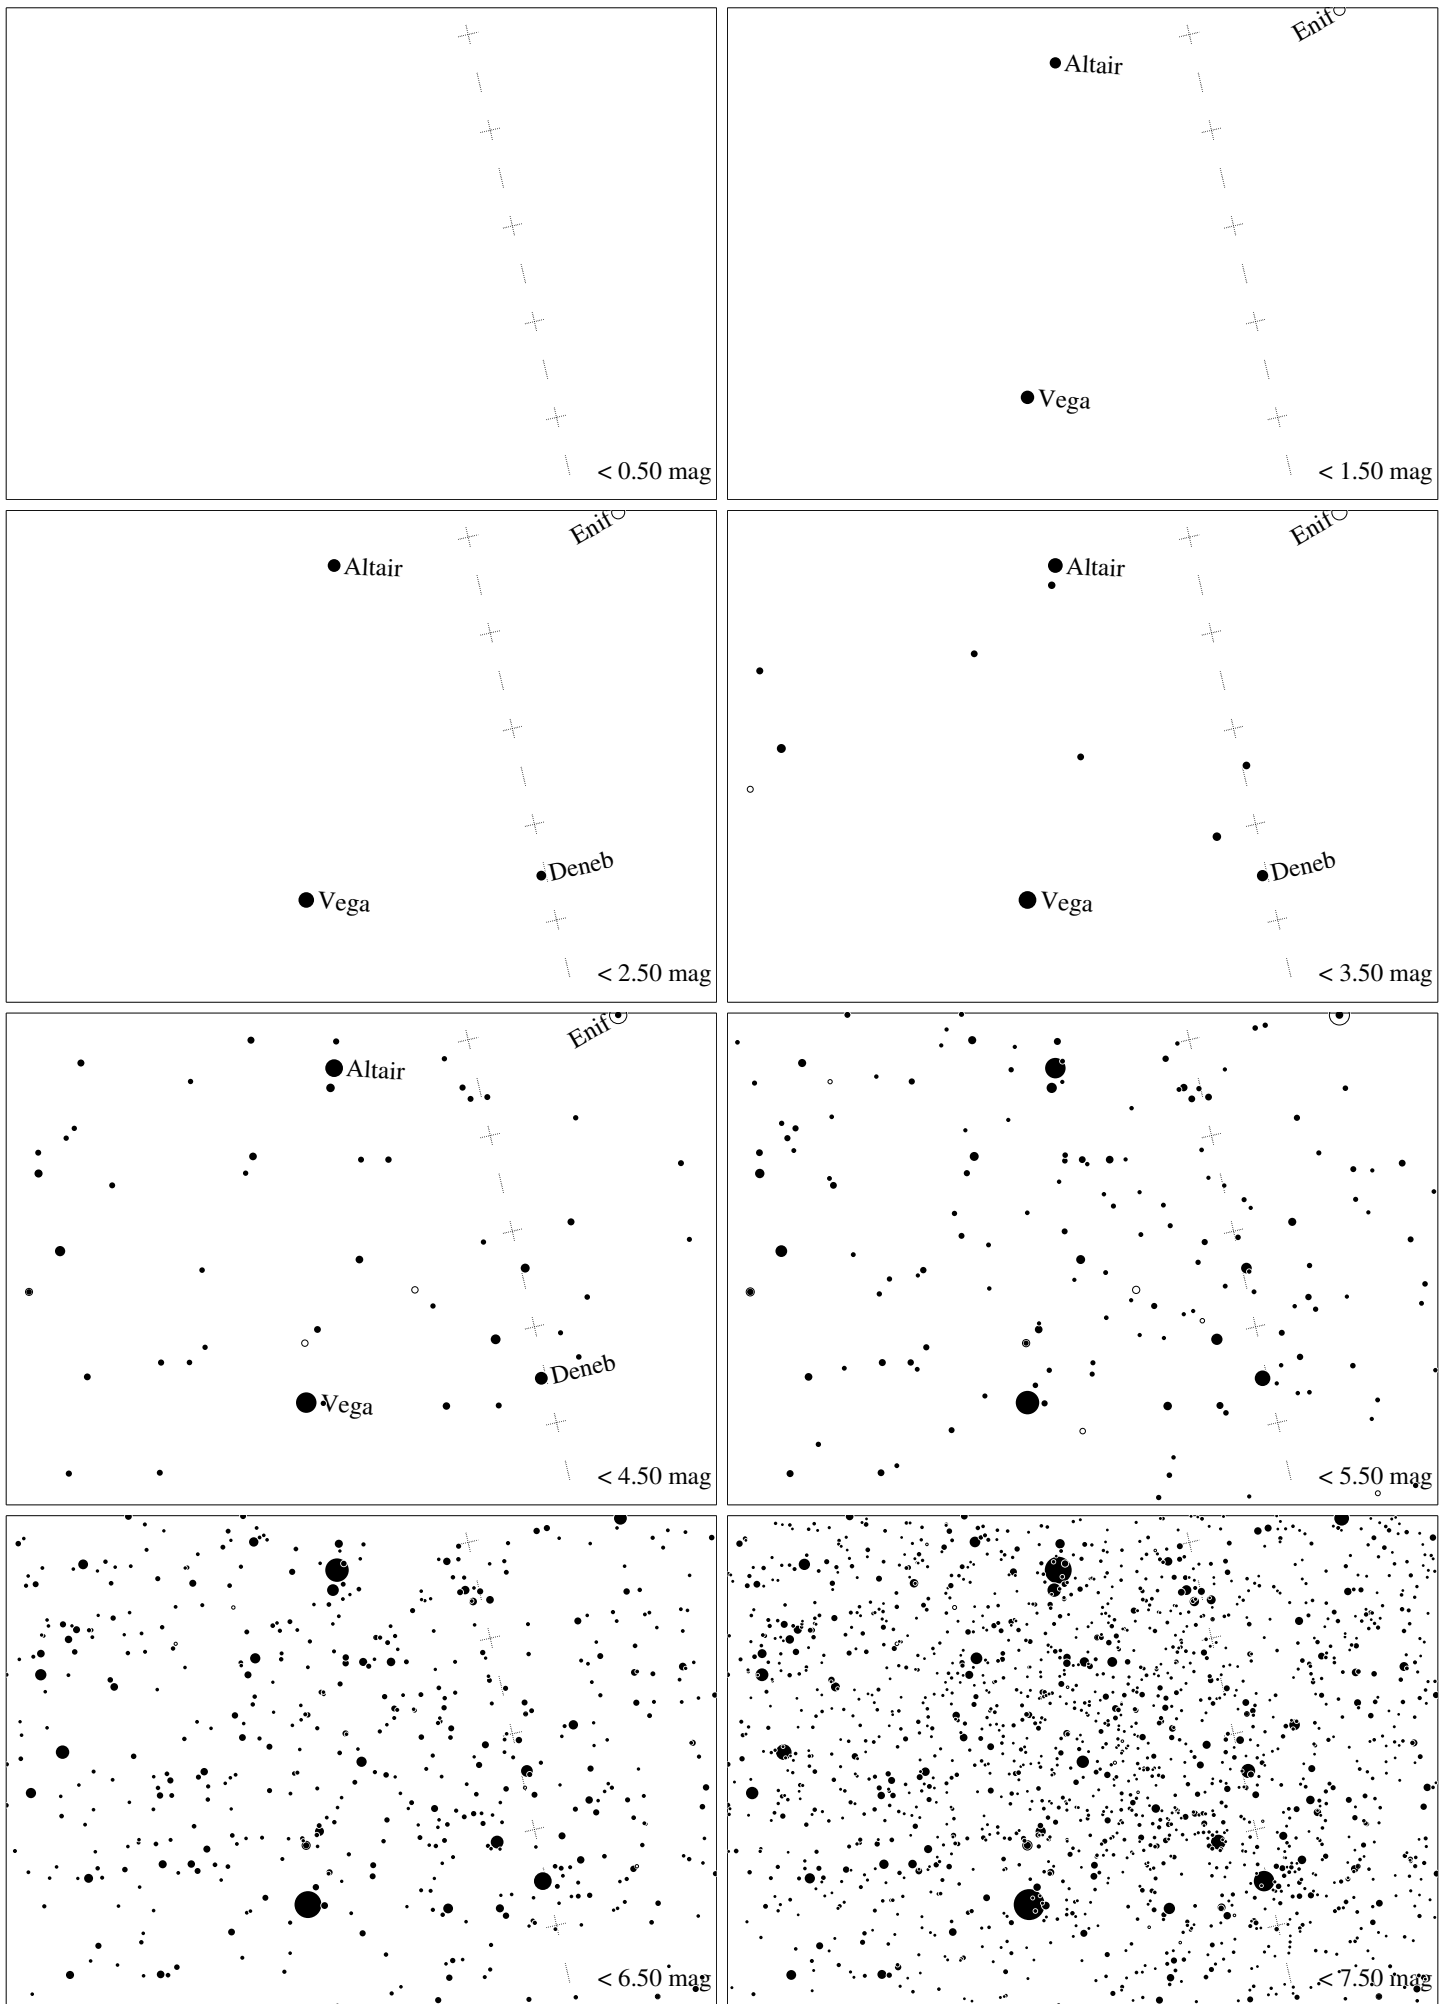 Enif
Altair
Vega
< 0.50 mag
< 1.50 mag
Enif
Altair
Deneb
Vega
< 2.50 mag
Enif
Altair
Deneb
Vega
< 3.50 mag
Enif
Altair
Deneb
Vega
< 4.50 mag
< 5.50 mag
< 6.50 mag
< 7.50 mag